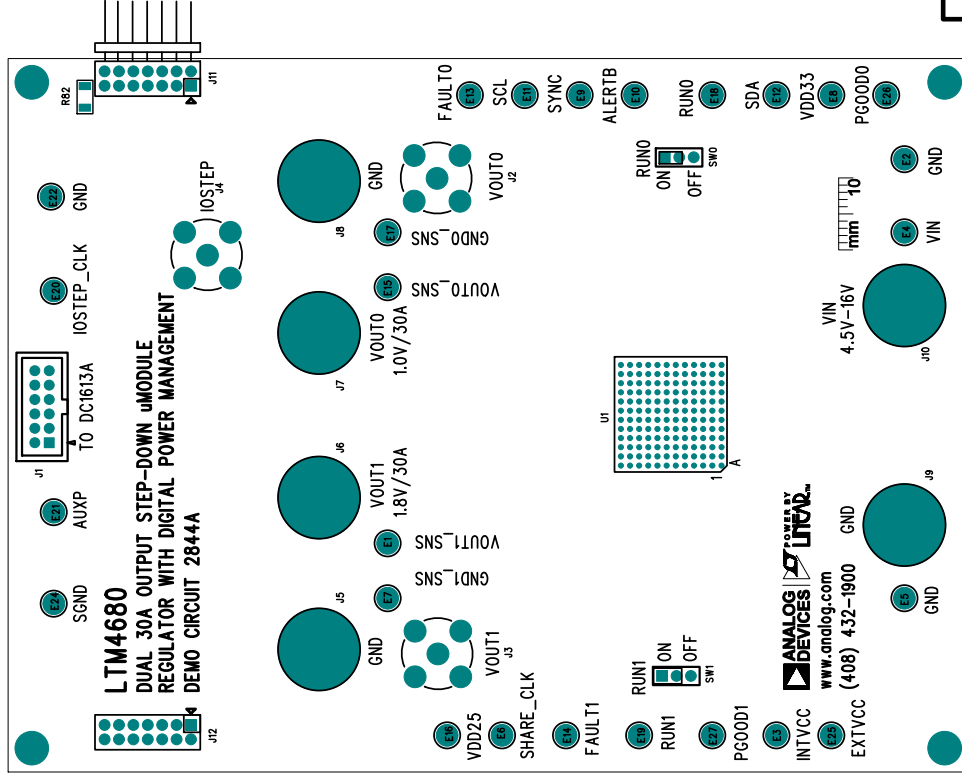 J1
E24
E21
E20
E22
R82
SGND
AUXP
TO DC1613A
IOSTEP_CLK
GND
LTM4680
DUAL 30A OUTPUT STEP-DOWN uMODULE
REGULATOR WITH DIGITAL POWER MANAGEMENT
DEMO CIRCUIT 2844A
J12
J11
IOSTEP
J4
J5
J6
J7
J8
GND
VOUT1
1.8V/30A
VOUT0
1.0V/30A
GND
E7
E1
E15
E17
GND1_SNS
VOUT1_SNS
VOUT0_SNS
GND0_SNS
VOUT1
J3
VOUT0
J2
E16
VDD25
E6
SHARE_CLK
E14
FAULT1
E19
RUN1
E27
PGOOD1
E3
INTVCC
E25
EXTVCC
FAULT0
E13
SCL
E11
SYNC
E9
ALERTB
E10
RUN0
E18
SDA
E12
VDD33
E8
PGOOD0
E26
RUN1
ON
OFF
SW1
RUN0
ON
OFF
SW0
U1
1
A
ANALOG
DEVICES
POWER BY
LINEAR™
www.analog.com
(408) 432-1900
mm
10
VIN
4.5V-16V
GND
E5
GND
J9
J10
E4
VIN
E2
GND